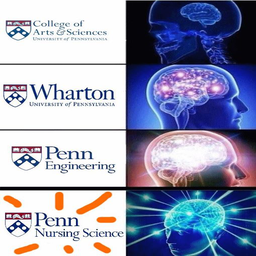 College of
Arts & Sciences
UNIVERSITY of PENNSYLVANIA
Wharton
UNIVERSITY of PENNSYLVANIA
Penn
Engineering
Penn
Nursing Science